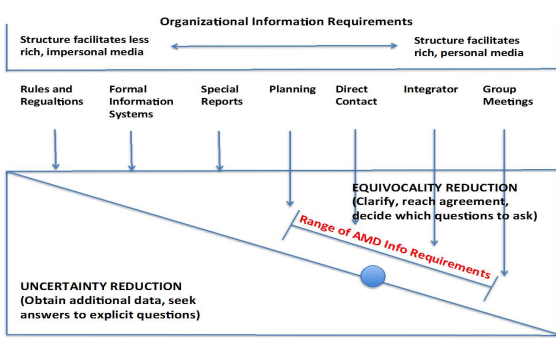 Organizational Information Requirements
Structure facilitates less
rich, impersonal media
Structure facilitates
rich, personal media
Rules and
Regualtions
Formal
Information
Systems
Special
Reports
Planning
Direct
Contact
Integrator
Group
Meetings
EQUIVOCALITY REDUCTION
(Clarify, reach agreement,
decide which questions to ask)
Range of AMD Info Requirements
UNCERTAINTY REDUCTION
(Obtain additional data, seek
answers to explicit questions)